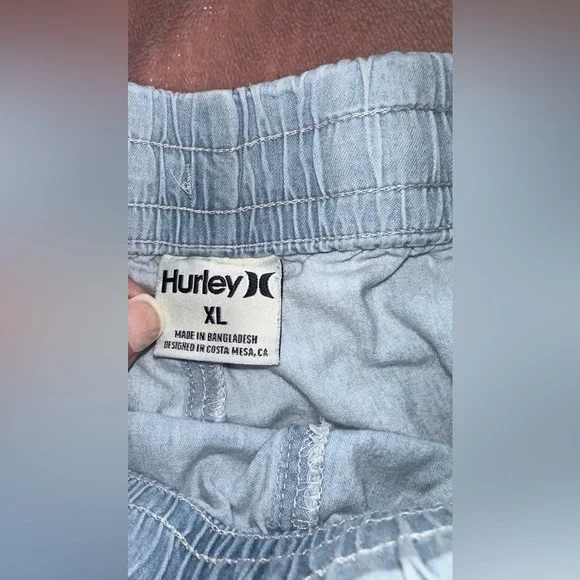 Hurley
XL
MADE IN BANGLADESH
DESIGNED IN COSTA MESA, CA